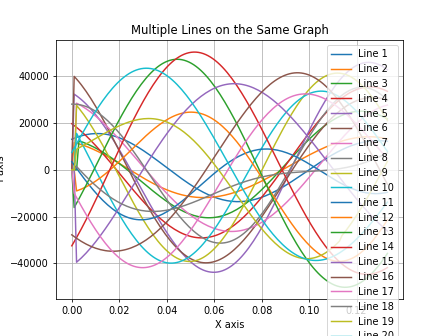 Multiple Lines on the Same Graph
40000
20000
0
−20000
−40000
axis
0.00
0.02
0.04
0.06
0.08
0.10
X axis
Line 1
Line 2
Line 3
Line 4
Line 5
Line 6
Line 7
Line 8
Line 9
Line 10
Line 11
Line 12
Line 13
Line 14
Line 15
Line 16
Line 17
Line 18
Line 19
Line 20